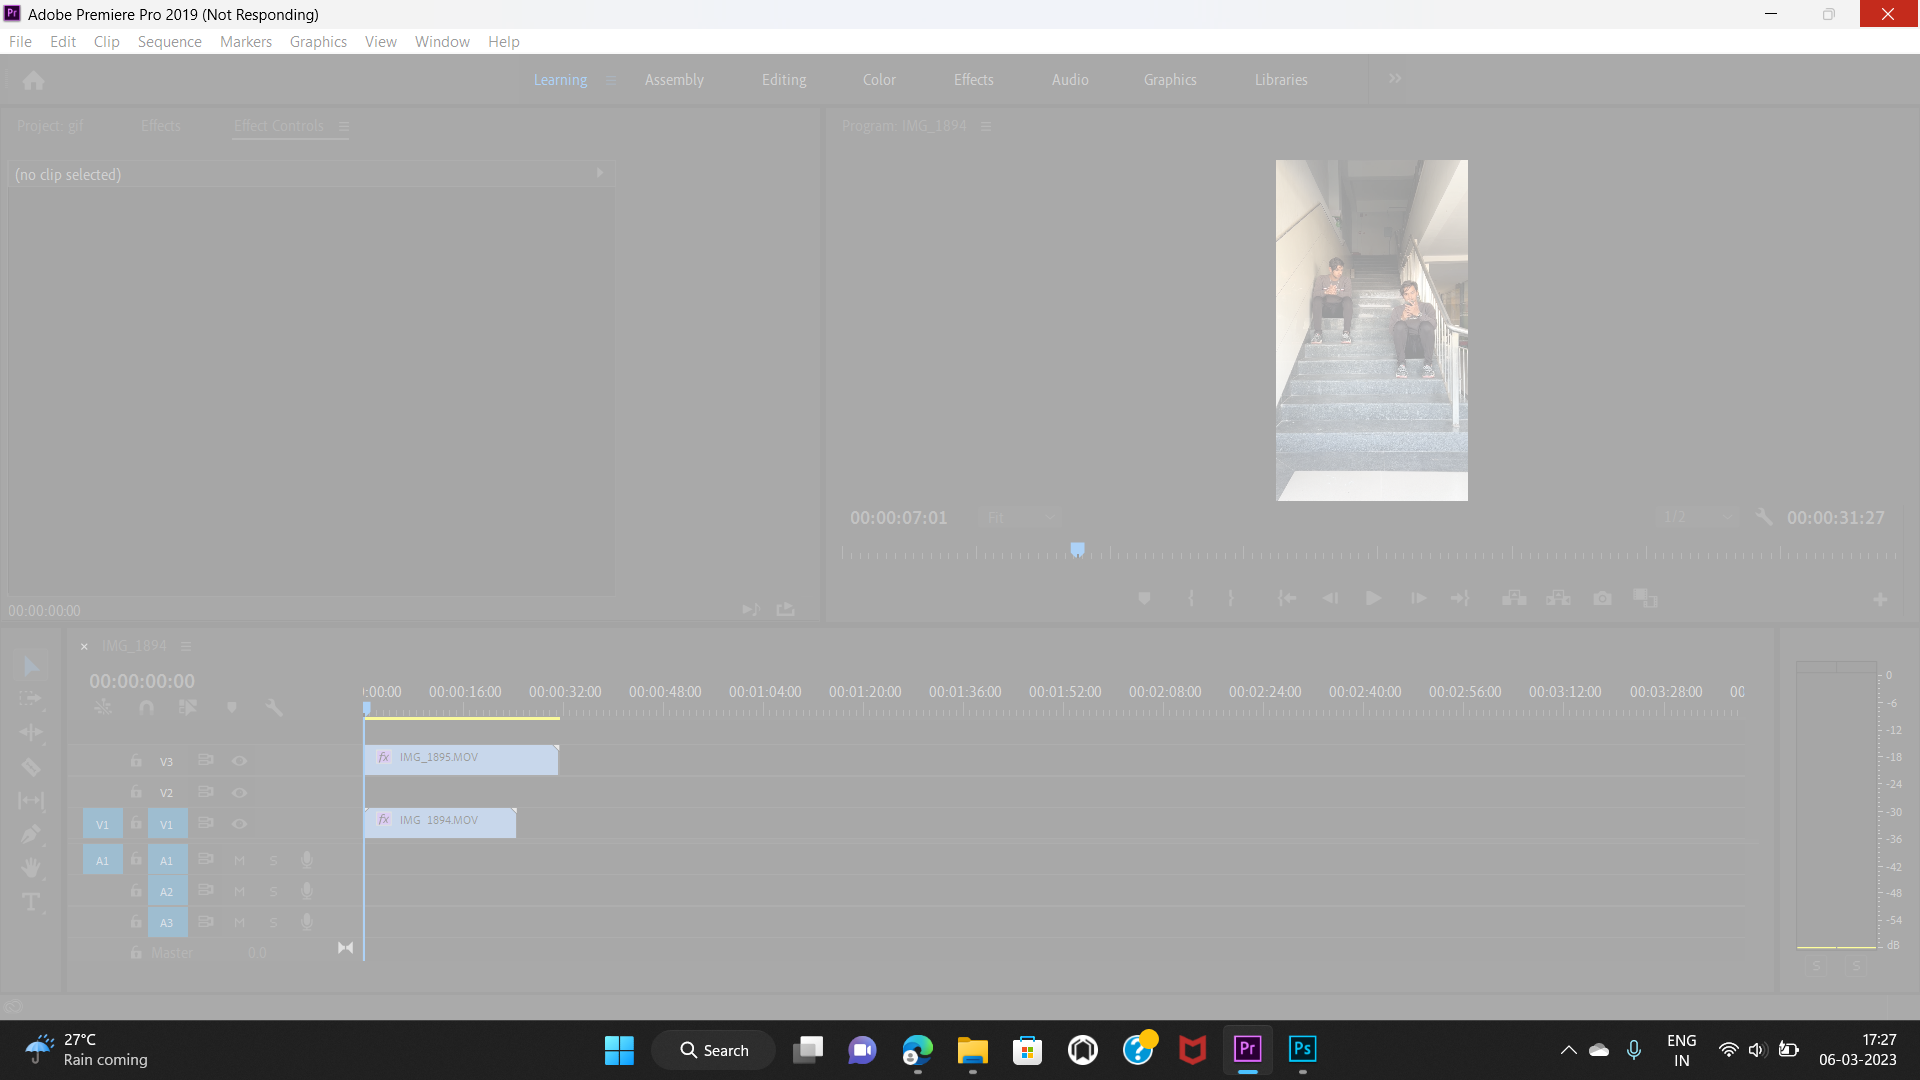 Adobe Premiere Pro 2019 (Not Responding)
File Edit Clip Sequence Markers Graphics View Window Help
Learning Assembly Editing Color Effects Audio Graphics Libraries
Project: gif Effects Effect Controls
Program: IMG_1894
(no clip selected)
00:00:07:01 Fit 1/2 00:00:31:27
00:00:00:00
× IMG_1894
00:00:00:00
:00:00 00:00:16:00 00:00:32:00 00:00:48:00 00:01:04:00 00:01:20:00 00:01:36:00 00:01:52:00 00:02:08:00 00:02:24:00 00:02:40:00 00:02:56:00 00:03:12:00 00:03:28:00 00
V3 fx IMG_1895.MOV
V2
V1 V1 fx IMG_1894.MOV
A1 A1 M S
A2 M S
A3 M S
Master 0.0
0
-6
-12
-18
-24
-30
-36
-42
-48
-54
dB
S S
27°C
Rain coming
Search
Pr
Ps
ENG
IN
17:27
06-03-2023